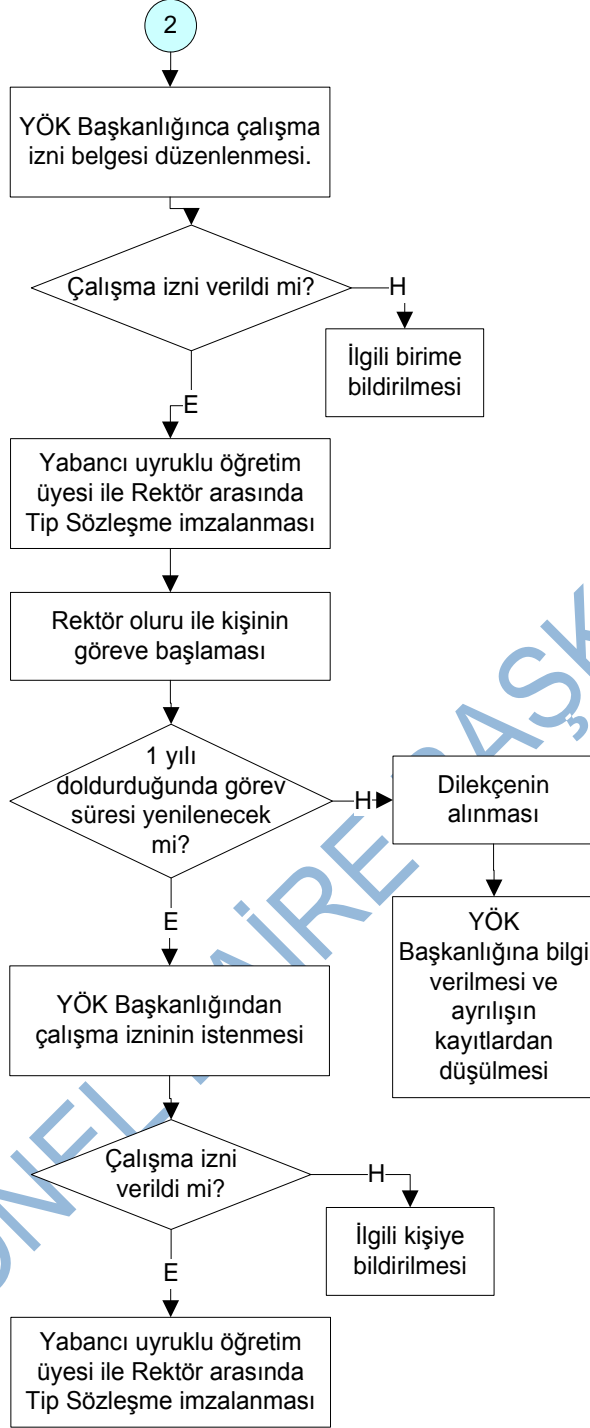 2
YÖK Başkanlığınca çalışma
izni belgesi düzenlenmesi.
Çalışma izni verildi mi?
H
İlgili birime
bildirilmesi
E
Yabancı uyruklu öğretim
üyesi ile Rektör arasında
Tip Sözleşme imzalanması
Rektör oluru ile kişinin
göreve başlaması
1 yılı
doldurduğunda görev
süresi yenilenecek
mi?
H
Dilekçenin
alınması
YÖK
Başkanlığına bilgi
verilmesi ve
ayrılışın
kayıtlardan
düşülmesi
E
YÖK Başkanlığından
çalışma izninin istenmesi
Çalışma izni
verildi mi?
H
İlgili kişiye
bildirilmesi
E
Yabancı uyruklu öğretim
üyesi ile Rektör arasında
Tip Sözleşme imzalanması